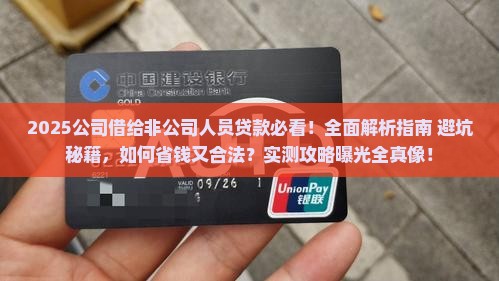 中国建设银行
China Construction Bank
GOLD
2025公司借给非公司人员贷款必看！全面解析指南 避坑
秘籍，如何省钱又合法？实测攻略曝光全真像！
6221
09/26
UnionPay
银联